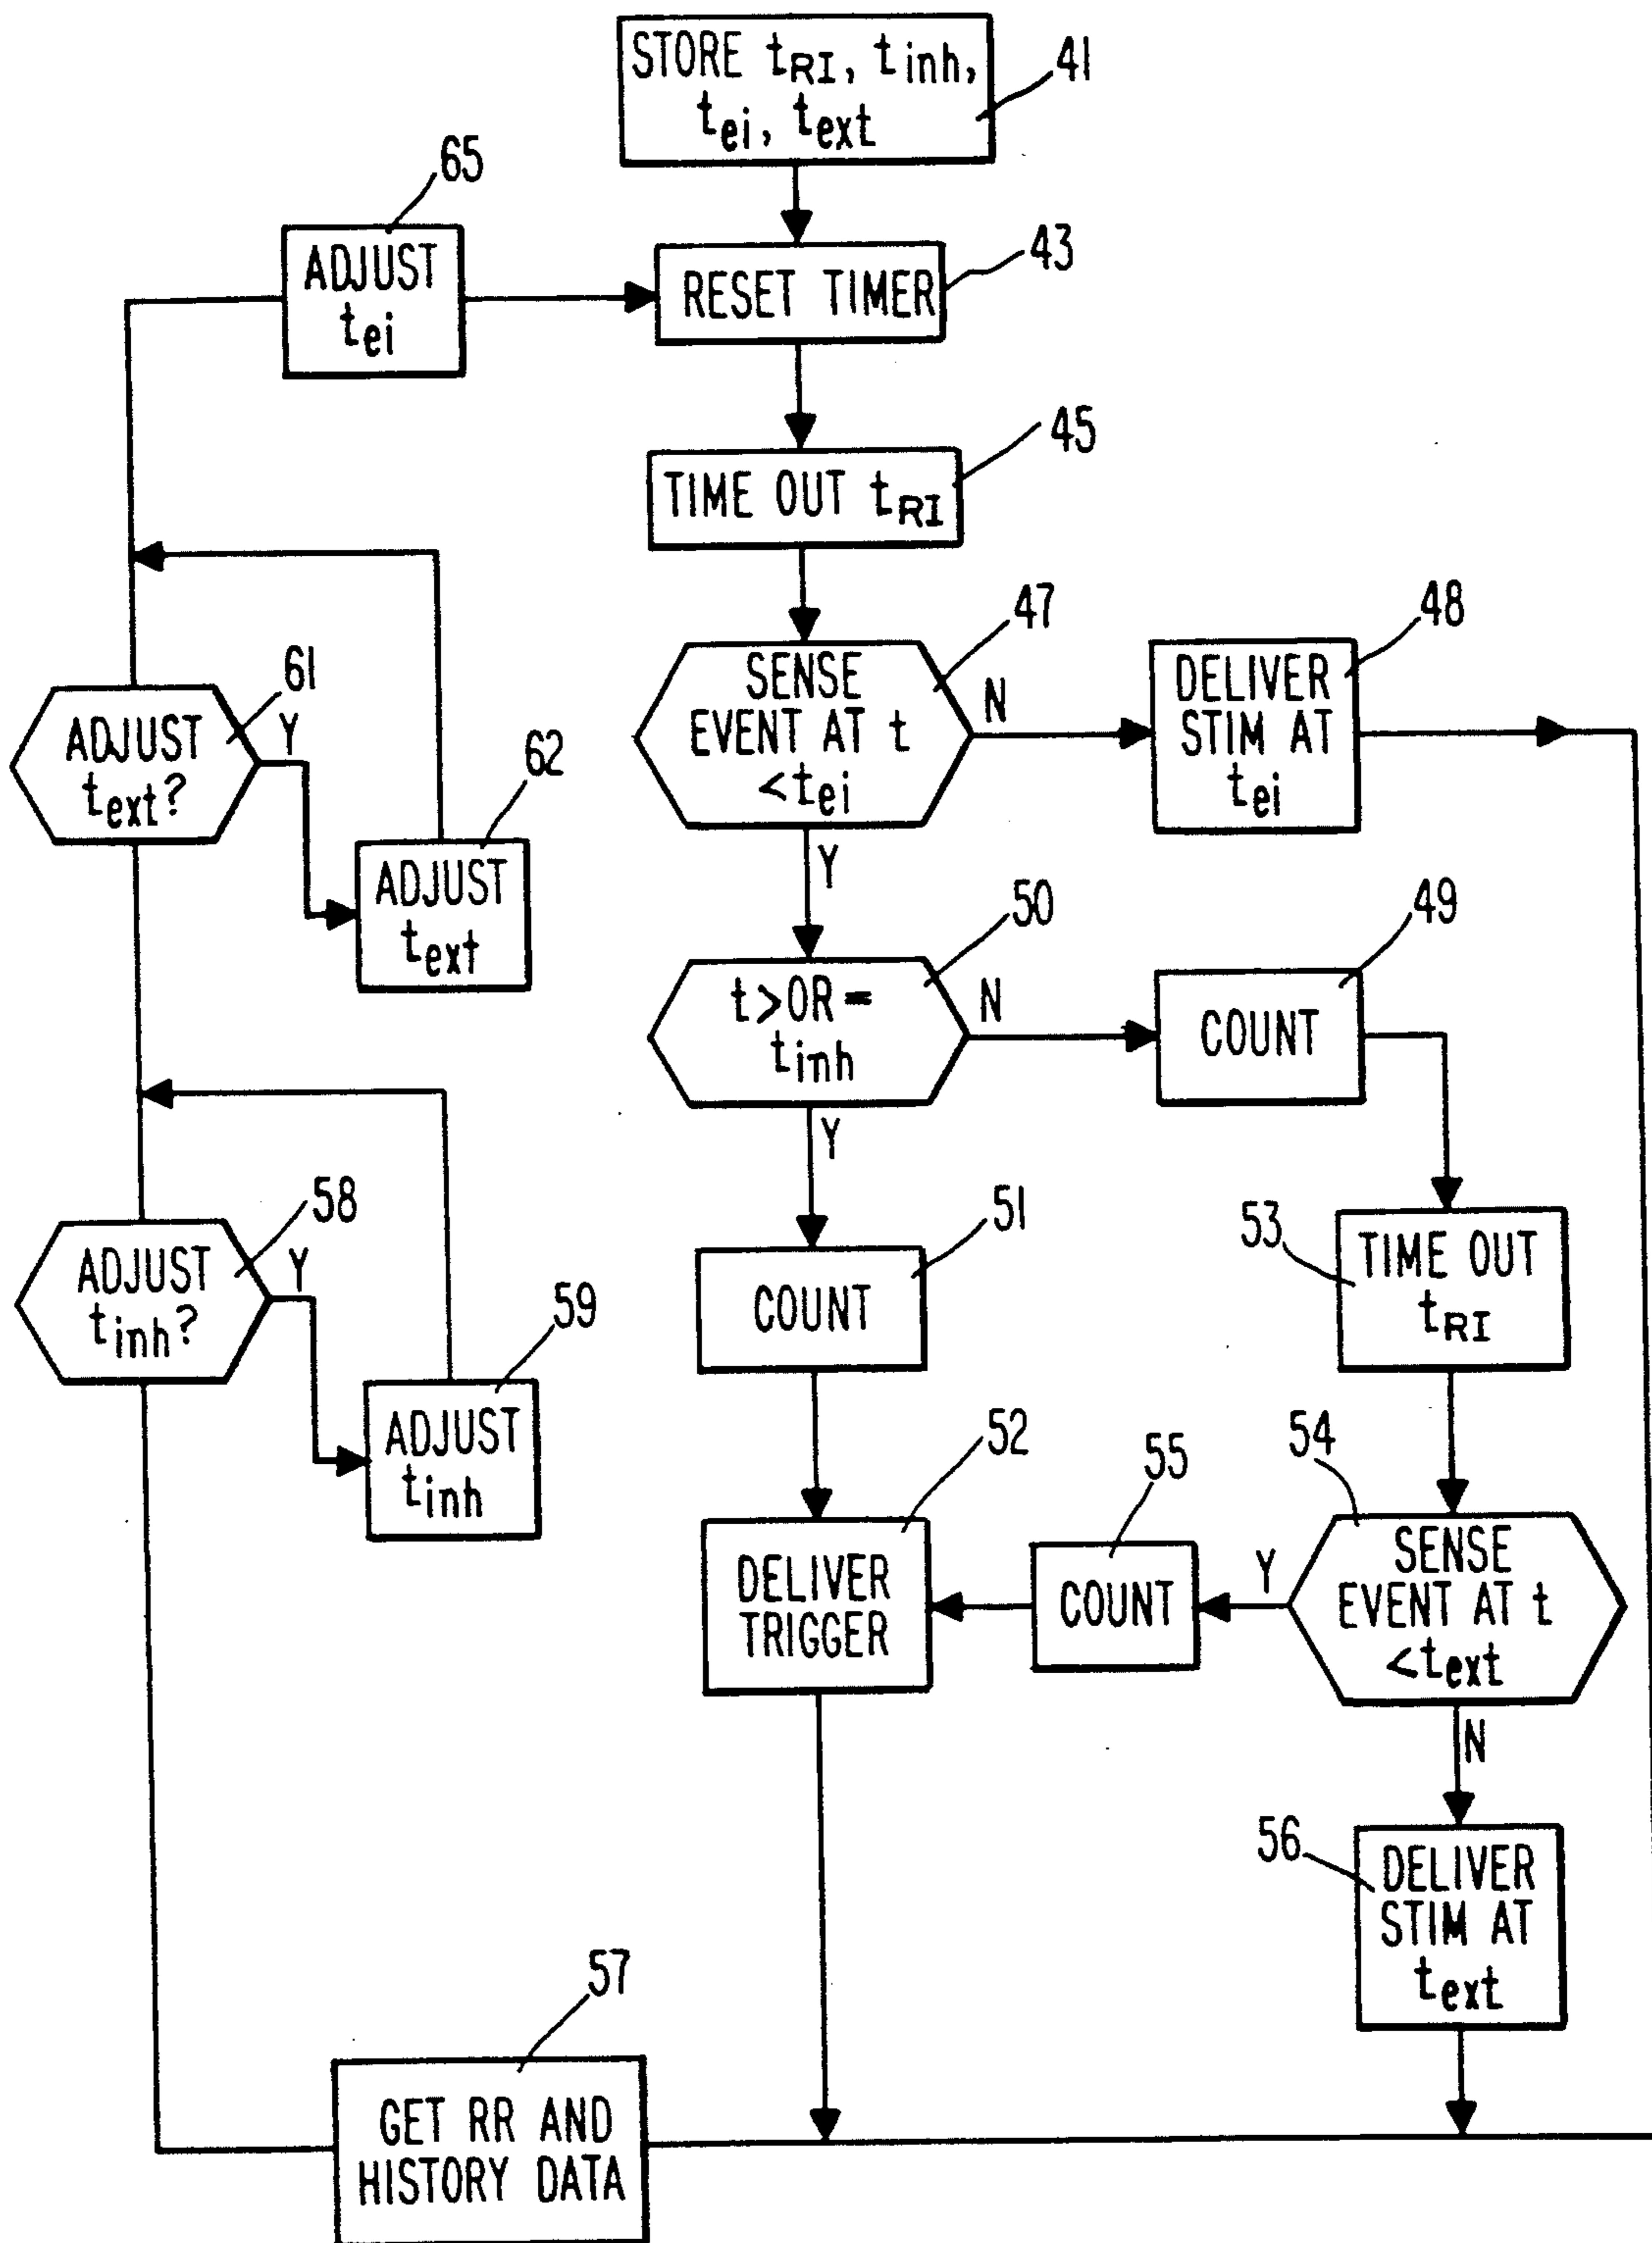 STORE tRI, tinh,
tei, text
41
65
ADJUST
tei
RESET TIMER
43
TIME OUT tRI
45
SENSE
EVENT AT t
<tei
47
N
DELIVER
STIM AT
tei
48
Y
ADJUST
text?
61
Y
ADJUST
text
62
t>OR=
tinh
50
N
COUNT
49
Y
COUNT
51
53
TIME OUT
tRI
ADJUST
tinh?
58
Y
ADJUST
tinh
59
DELIVER
TRIGGER
52
COUNT
55
Y
54
SENSE
EVENT AT t
<text
N
56
DELIVER
STIM AT
text
57
GET RR AND
HISTORY DATA